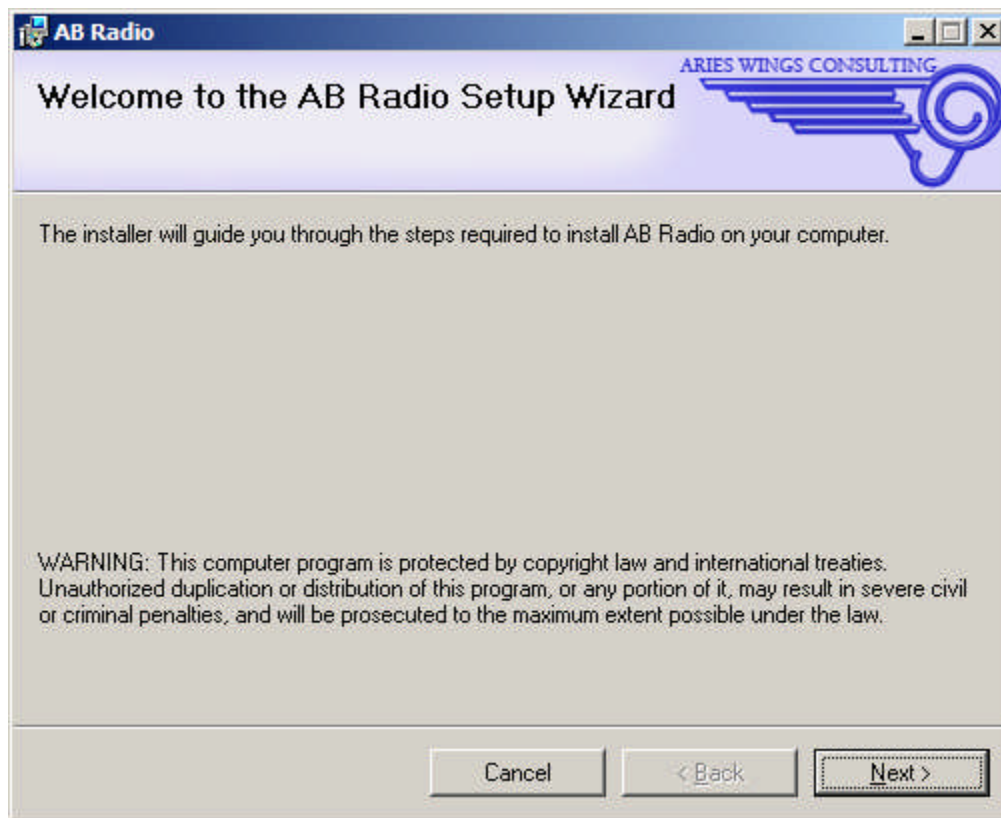 AB Radio
ARIES WINGS CONSULTING
Welcome to the AB Radio Setup Wizard
The installer will guide you through the steps required to install AB Radio on your computer.
WARNING: This computer program is protected by copyright law and international treaties.
Unauthorized duplication or distribution of this program, or any portion of it, may result in severe civil
or criminal penalties, and will be prosecuted to the maximum extent possible under the law.
Cancel
< Back
Next >